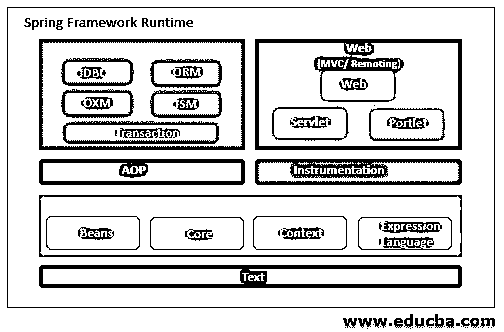 Spring Framework Runtime
JDBC
ORM
OXM
JSM
Transaction
Web
(MVC/ Remoting)
Web
Servlet
Portlet
AOP
Instrumentation
Beans
Core
Context
Expression
Language
Text
www.educba.com